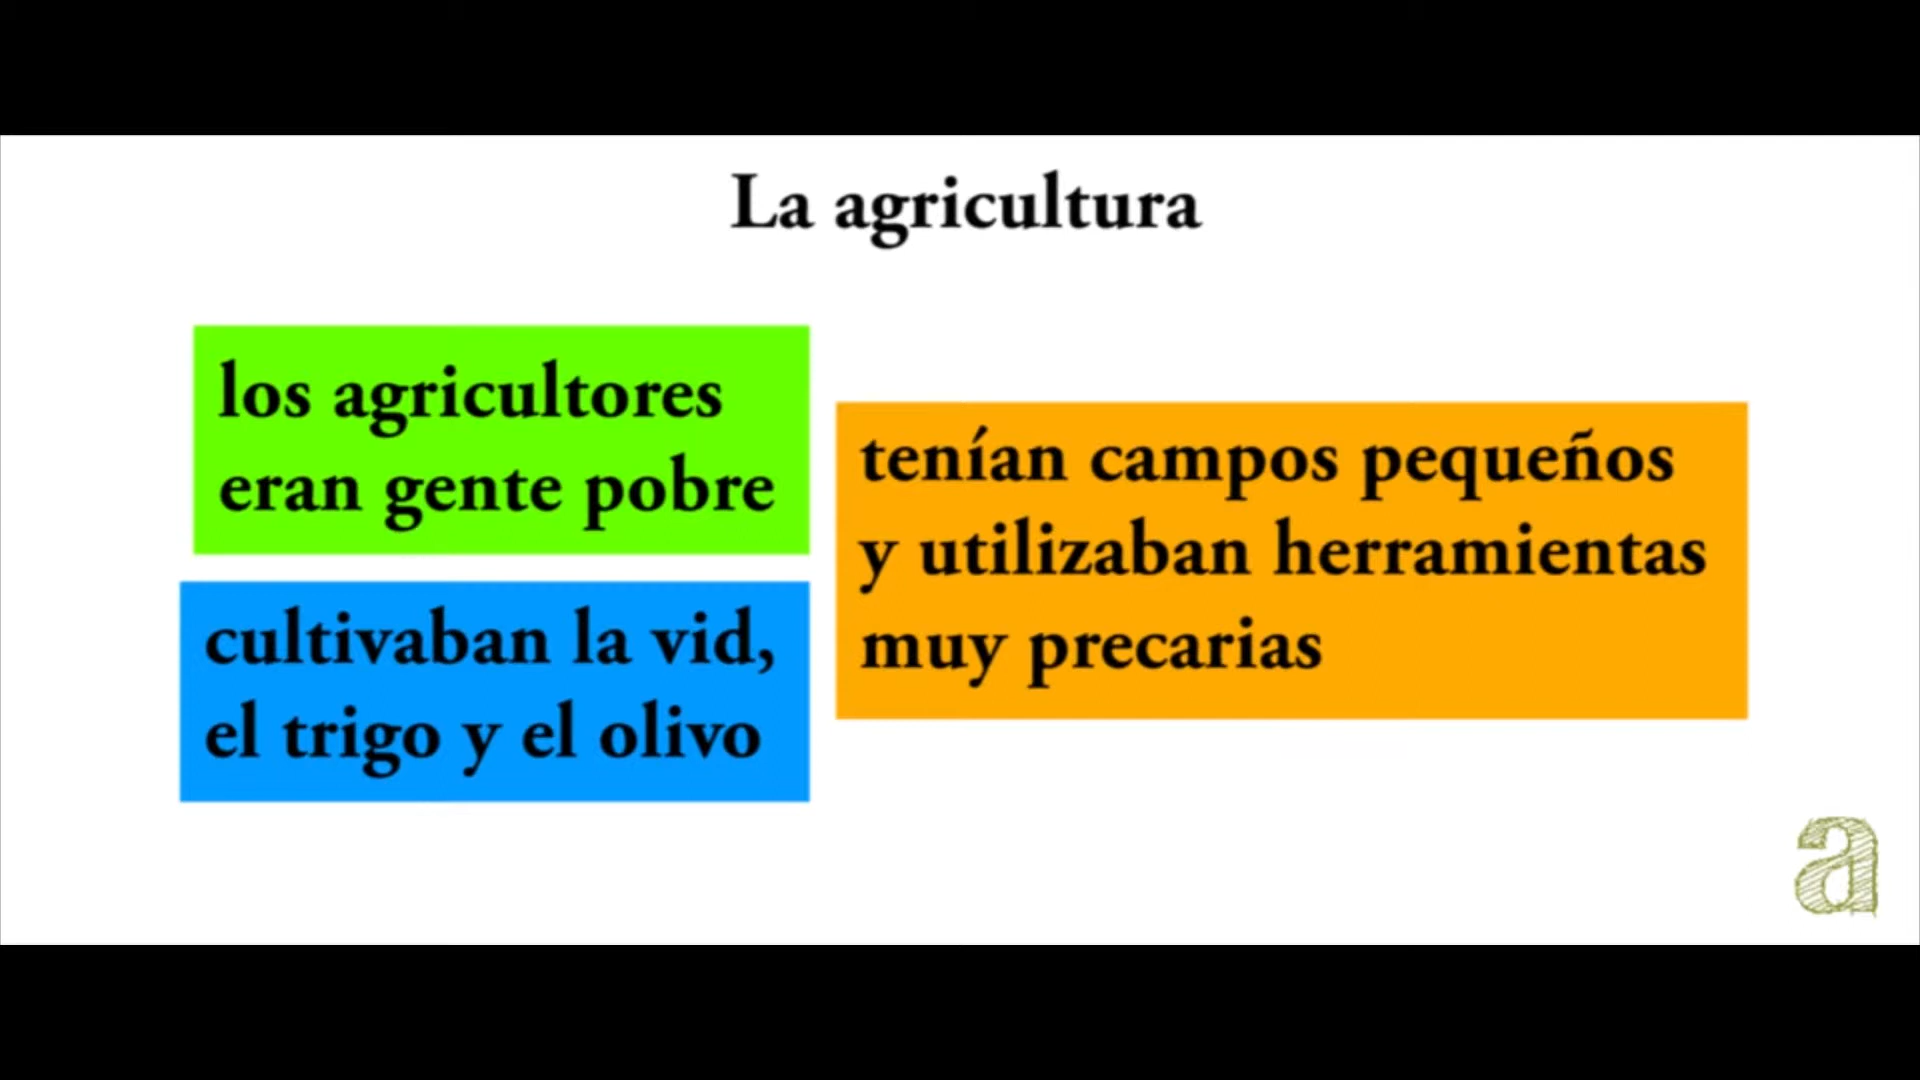 La agricultura
los agricultores
eran gente pobre
cultivaban la vid,
el trigo y el olivo
tenían campos pequeños
y utilizaban herramientas
muy precarias
a